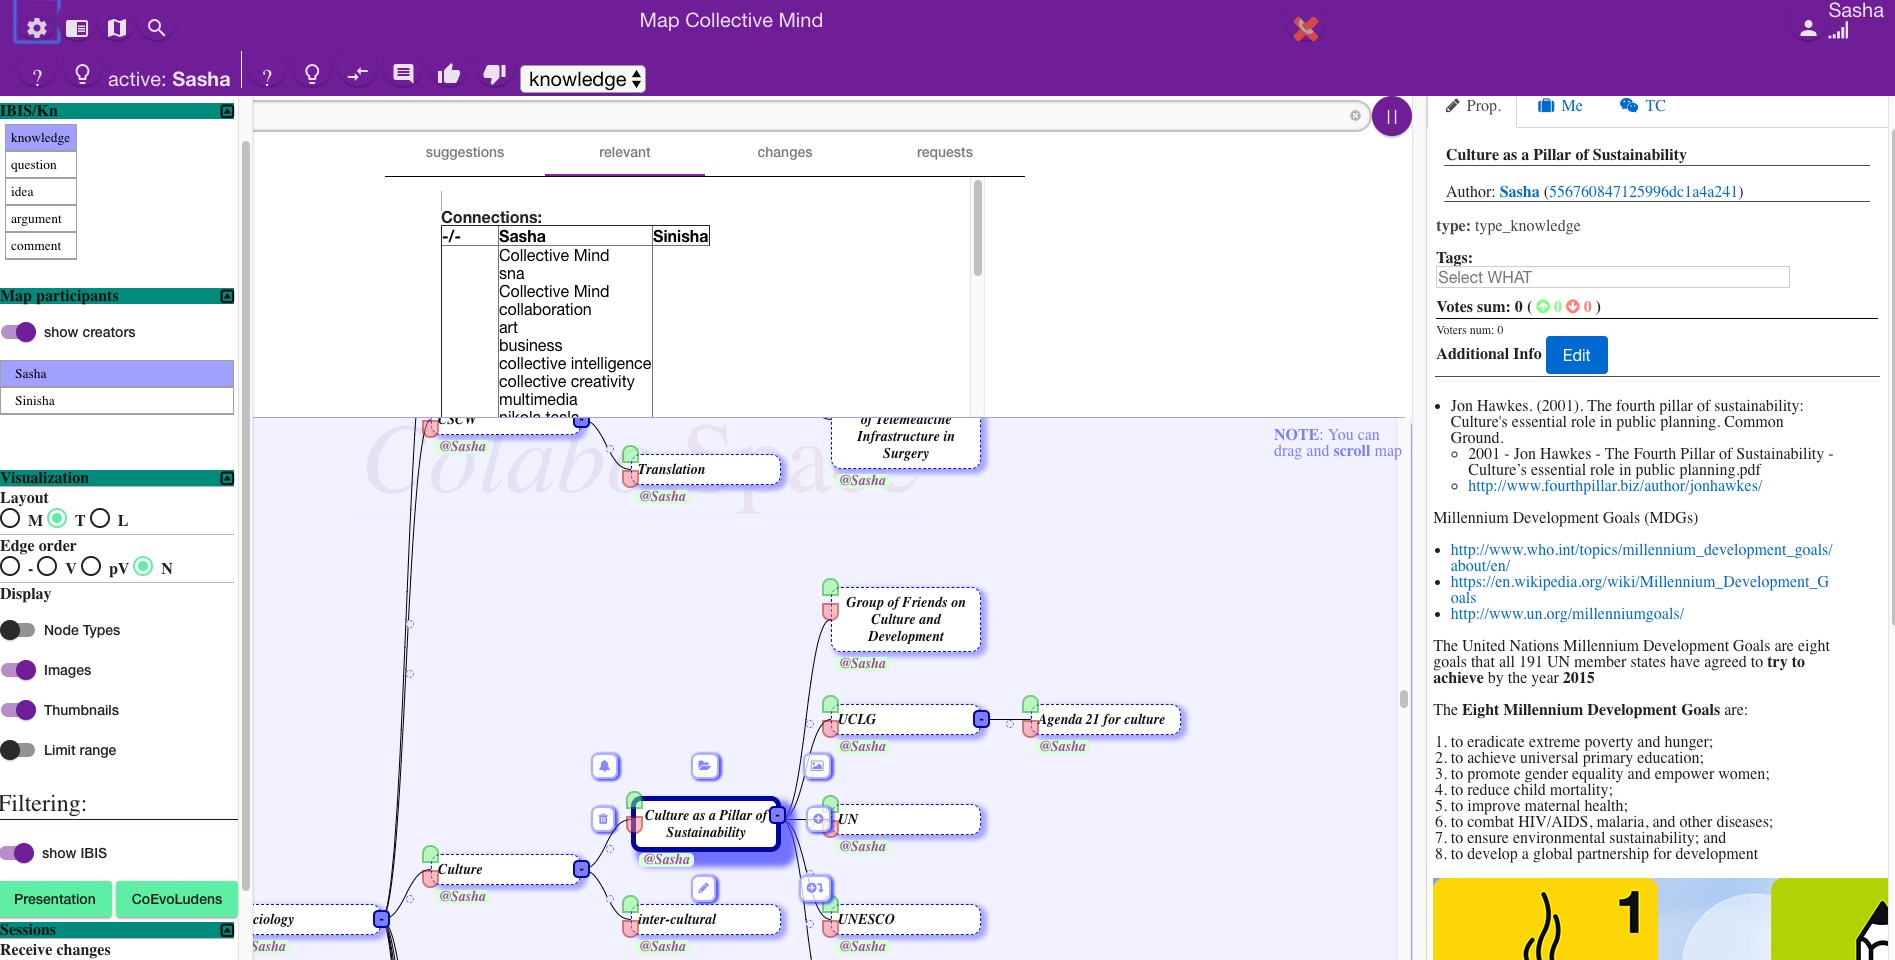 Map Collective Mind
Sasha
? active: Sasha
?
knowledge
IBIS/Kn
knowledge
question
idea
argument
comment
Map participants
show creators
Sasha
Sinisha
Visualization
Layout
M T L
Edge order
- V pV N
Display
Node Types
Images
Thumbnails
Limit range
Filtering:
show IBIS
Presentation
CoEvoLudens
Sessions
Receive changes
suggestions
relevant
changes
requests
Connections:
-/- Sasha Sinisha
Collective Mind
sna
Collective Mind
collaboration
art
business
collective intelligence
collective creativity
multimedia
nikola tesla
ColaboSpace
NOTE: You can
drag and scroll map
CSCW
@Sasha
Translation
@Sasha
of Telemedicine
Infrastructure in
Surgery
@Sasha
Group of Friends on
Culture and
Development
@Sasha
UCLG
@Sasha
Agenda 21 for culture
@Sasha
Culture as a Pillar of
Sustainability
@Sasha
UN
@Sasha
Culture
@Sasha
inter-cultural
@Sasha
UNESCO
@Sasha
ciology
Sasha
Prop.
Me
TC
Culture as a Pillar of Sustainability
Author: Sasha (556760847125996dc1a4a241)
type: type_knowledge
Tags:
Select WHAT
Votes sum: 0 ( 0 0 )
Voters num: 0
Additional Info Edit
Jon Hawkes. (2001). The fourth pillar of sustainability:
Culture's essential role in public planning. Common
Ground.
2001 - Jon Hawkes - The Fourth Pillar of Sustainability -
Culture's essential role in public planning.pdf
http://www.fourthpillar.biz/author/jonhawkes/
Millennium Development Goals (MDGs)
http://www.who.int/topics/millennium_development_goals/
about/en/
https://en.wikipedia.org/wiki/Millennium_Development_G
oals
http://www.un.org/millenniumgoals/
The United Nations Millennium Development Goals are eight
goals that all 191 UN member states have agreed to try to
achieve by the year 2015
The Eight Millennium Development Goals are:
1. to eradicate extreme poverty and hunger;
2. to achieve universal primary education;
3. to promote gender equality and empower women;
4. to reduce child mortality;
5. to improve maternal health;
6. to combat HIV/AIDS, malaria, and other diseases;
7. to ensure environmental sustainability; and
8. to develop a global partnership for development
1